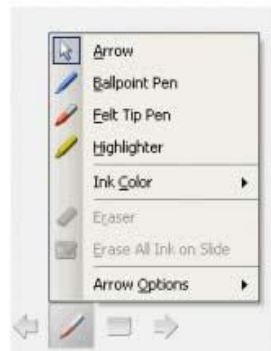 Arrow
Ballpoint Pen
Felt Tip Pen
Highlighter
Ink Color
Eraser
Erase All Ink on Slide
Arrow Options